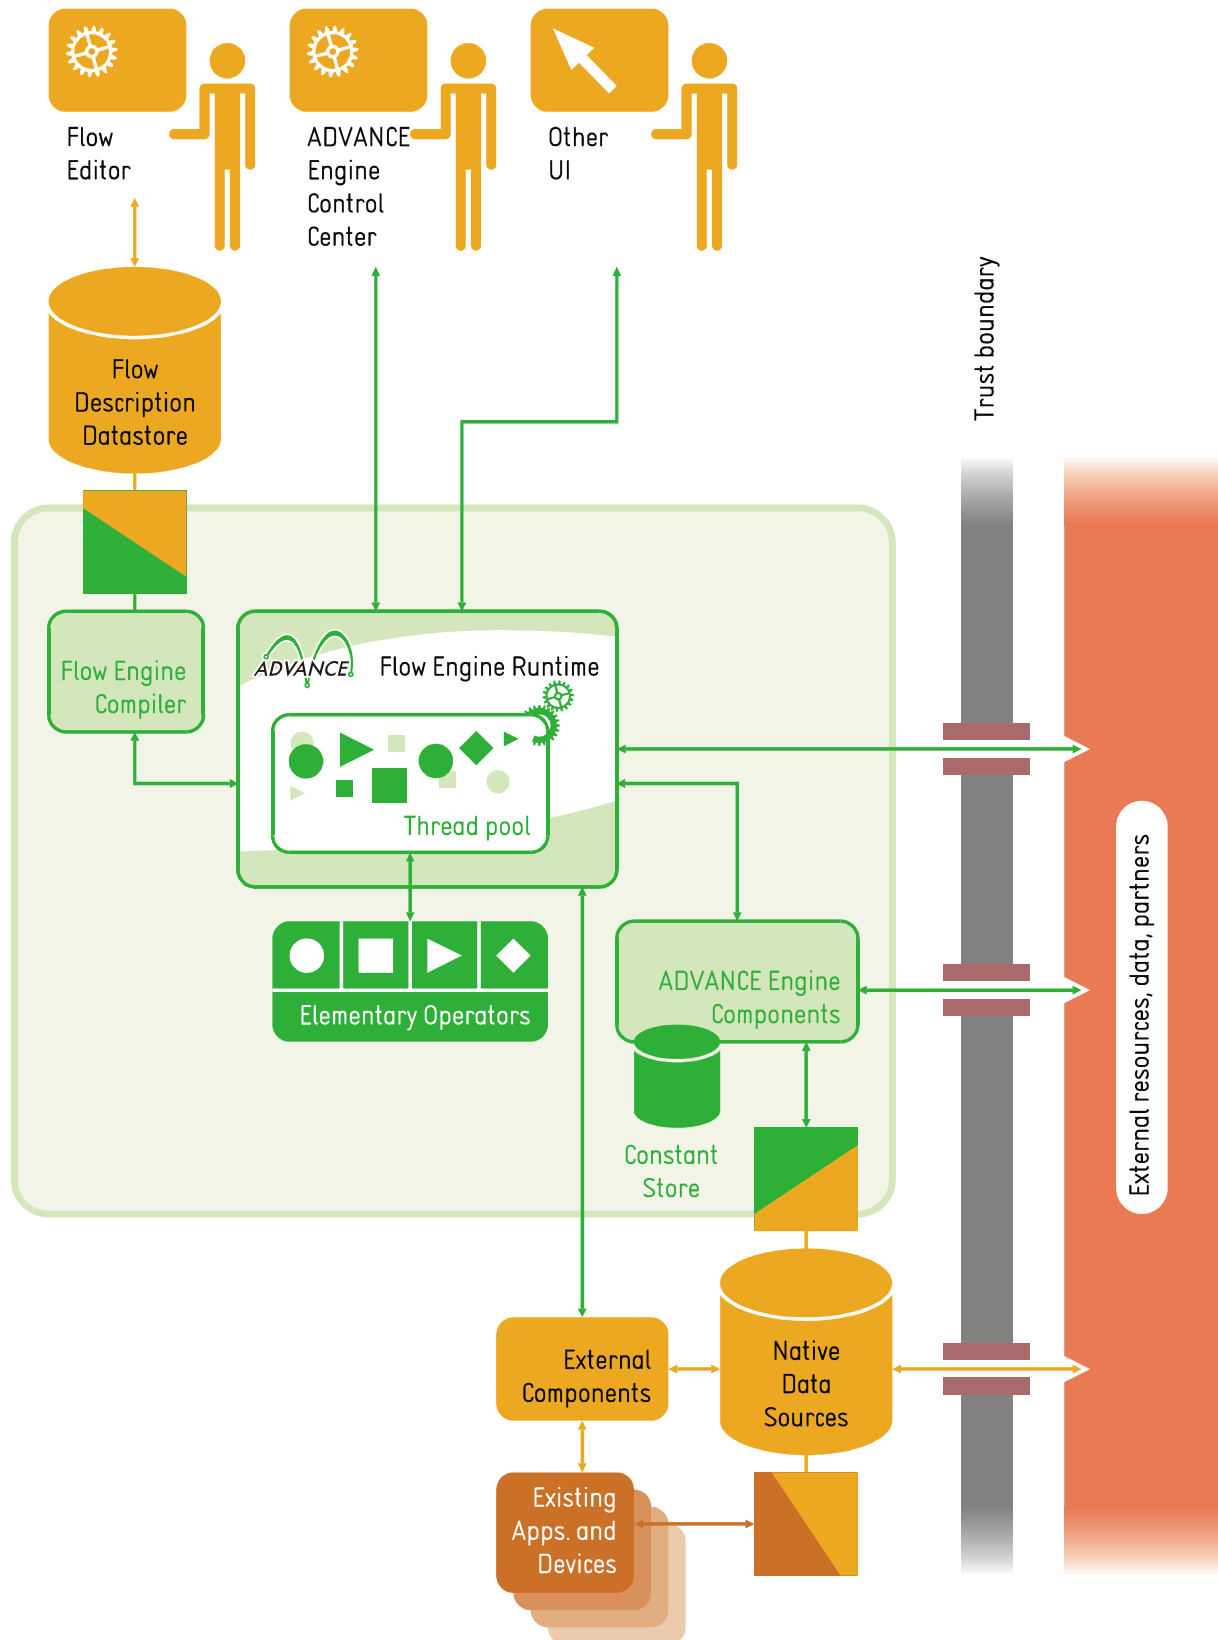 Flow
Editor
ADVANCE
Engine
Control
Center
Other
UI
Trust boundary
Flow
Description
Datastore
Flow Engine
Compiler
ADVANCE
Flow Engine Runtime
Thread pool
Elementary Operators
ADVANCE Engine
Components
Constant
Store
External resources, data, partners
External
Components
Native
Data
Sources
Existing
Apps. and
Devices